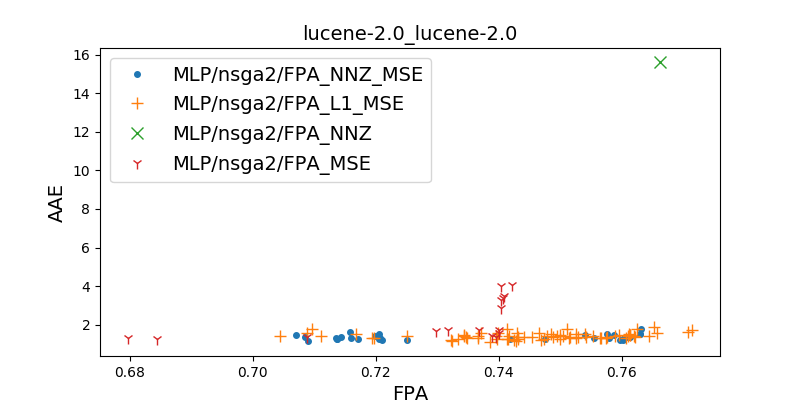 lucene-2.0_lucene-2.0
16
14
12
10
8
6
4
2
AAE
MLP/nsga2/FPA_NNZ_MSE
MLP/nsga2/FPA_L1_MSE
MLP/nsga2/FPA_NNZ
MLP/nsga2/FPA_MSE
0.68 0.70 0.72 0.74 0.76
FPA